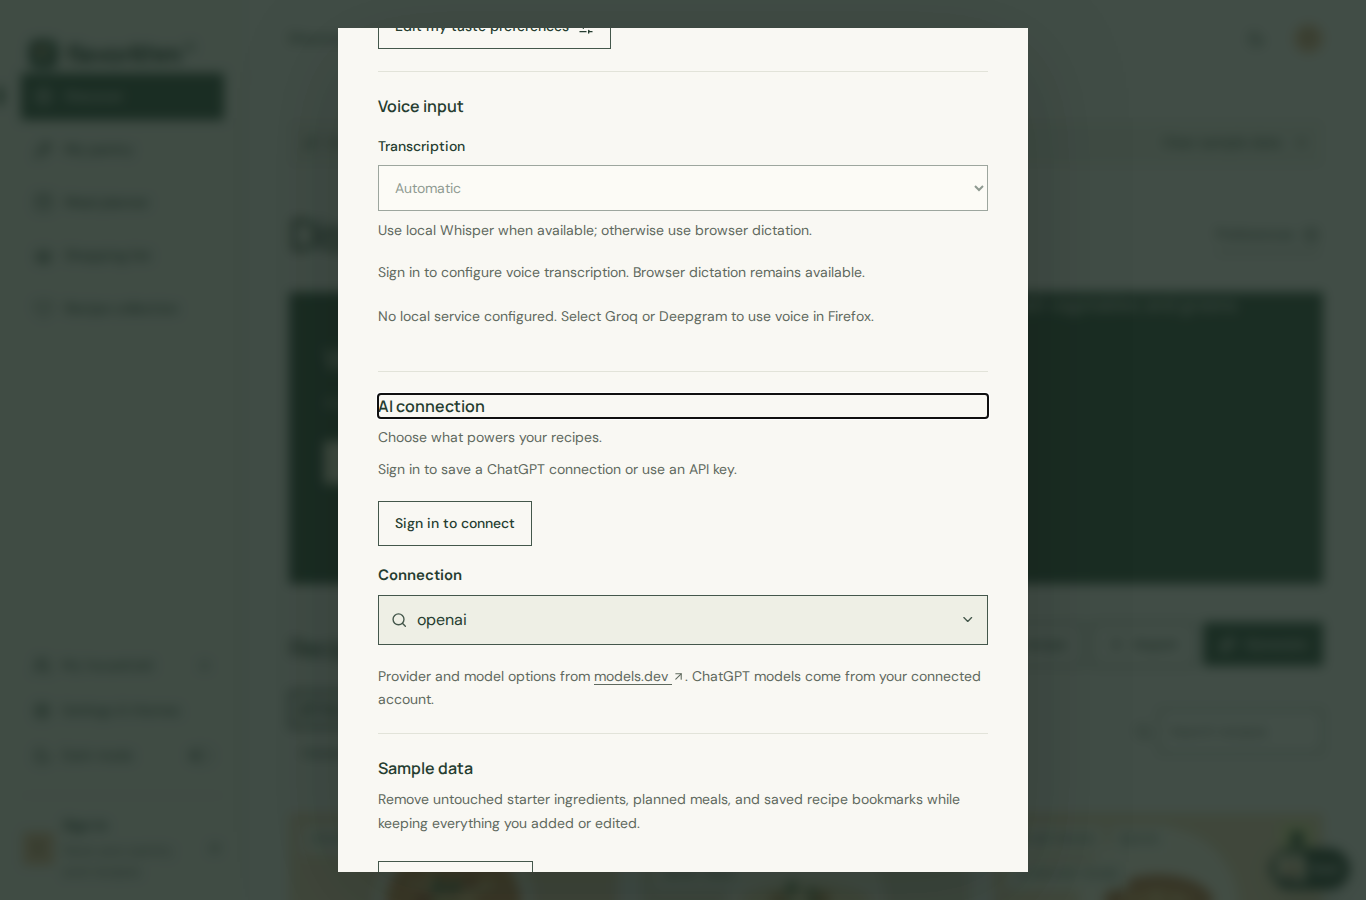 Edit my taste preferences
Voice input
Transcription
Automatic
Use local Whisper when available; otherwise use browser dictation.
Sign in to configure voice transcription. Browser dictation remains available.
No local service configured. Select Groq or Deepgram to use voice in Firefox.
AI connection
Choose what powers your recipes.
Sign in to save a ChatGPT connection or use an API key.
Sign in to connect
Connection
openai
Provider and model options from models.dev ↗. ChatGPT models come from your connected
account.
Sample data
Remove untouched starter ingredients, planned meals, and saved recipe bookmarks while
keeping everything you added or edited.